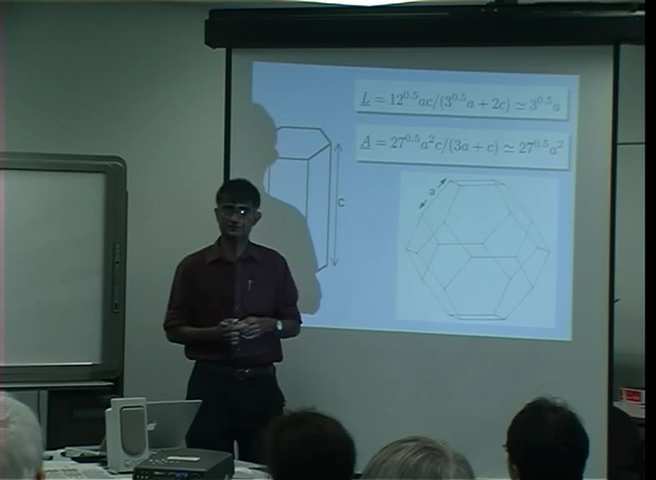 L = 12^0.5 ac/(3^0.5 a + 2c) ≃ 3^0.5 a
A = 27^0.5 a^2 c/(3a + c) ≃ 27^0.5 a^2
a
C